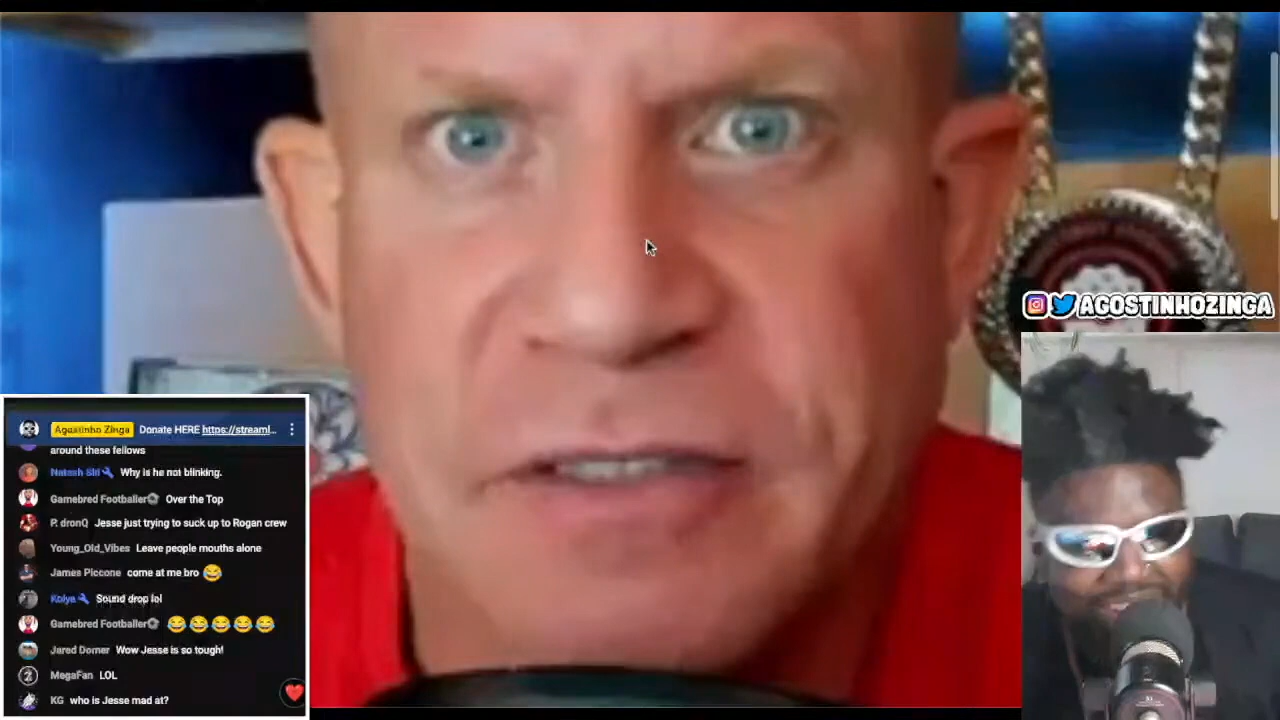 AGOSTINHOZINGA
Agostinho Zinga Donate HERE https://streaml...
around these fellows
Natash Siri Why is he not blinking.
Gamebred Footballer Over the Top
P. dronQ Jesse just trying to suck up to Rogan crew
Young_Old_Vibes Leave people mouths alone
James Piccone come at me bro 😂
Kolya Sound drop lol
Gamebred Footballer 😂😂😂😂😂
Jared Dorner Wow Jesse is so tough!
MegaFan LOL
KG who is Jesse mad at?